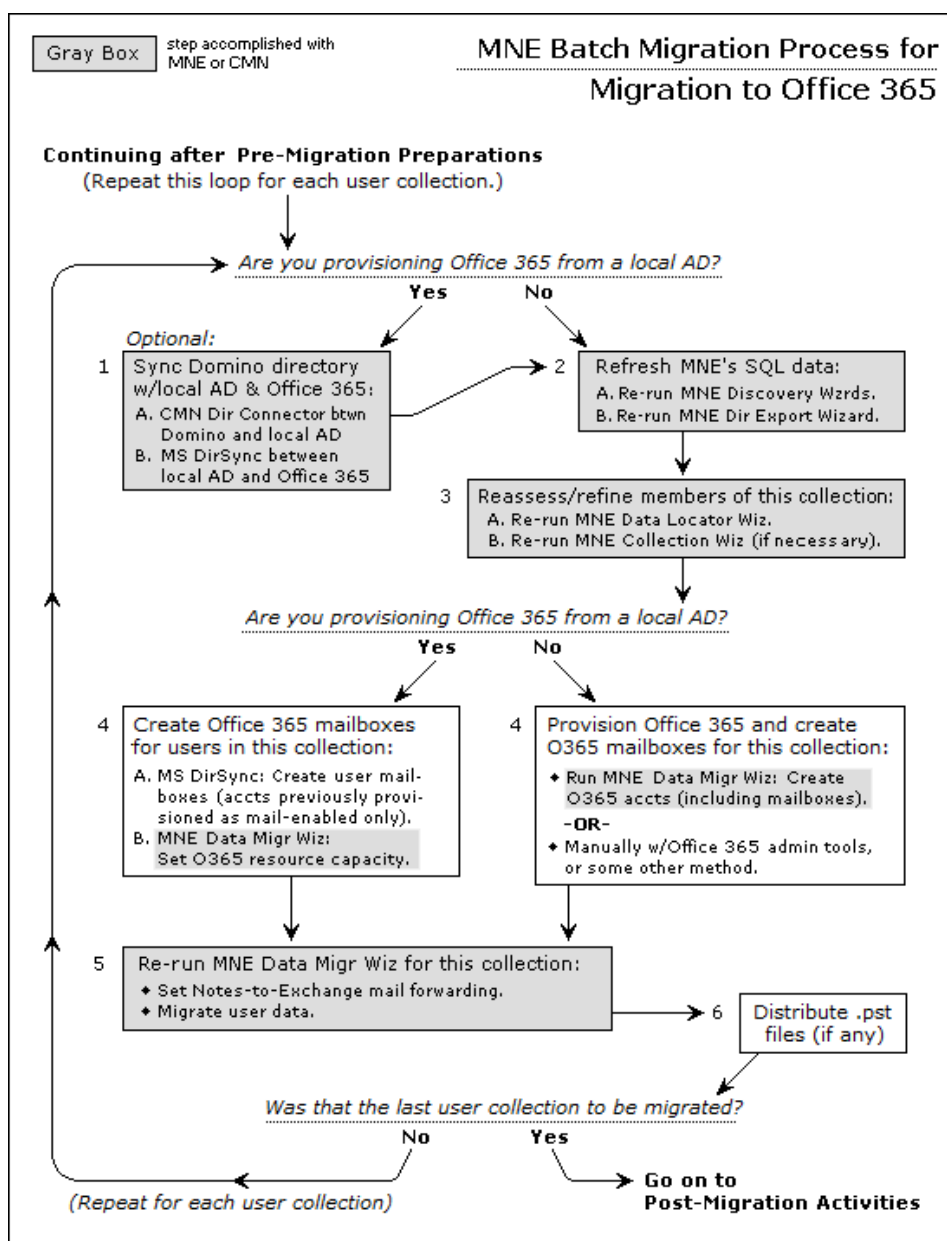 Gray Box
step accomplished with
MNE or CMN
MNE Batch Migration Process for
Migration to Office 365
Continuing after Pre-Migration Preparations
(Repeat this loop for each user collection.)
Are you provisioning Office 365 from a local AD?
Yes
No
Optional:
1
Sync Domino directory
w/local AD & Office 365:
A. CMN Dir Connector btwn
Domino and local AD
B. MS DirSync between
local AD and Office 365
2
Refresh MNE's SQL data:
A. Re-run MNE Discovery Wzrds.
B. Re-run MNE Dir Export Wizard.
3
Reassess/refine members of this collection:
A. Re-run MNE Data Locator Wiz.
B. Re-run MNE Collection Wiz (if necessary).
Are you provisioning Office 365 from a local AD?
Yes
No
4
Create Office 365 mailboxes
for users in this collection:
A. MS DirSync: Create user mail-
boxes (accts previously provi-
sioned as mail-enabled only).
B. MNE Data Migr Wiz:
Set O365 resource capacity.
4
Provision Office 365 and create
O365 mailboxes for this collection:
◆ Run MNE Data Migr Wiz: Create
O365 accts (including mailboxes).
-OR-
◆ Manually w/Office 365 admin tools,
or some other method.
5
Re-run MNE Data Migr Wiz for this collection:
◆ Set Notes-to-Exchange mail forwarding.
◆ Migrate user data.
6
Distribute .pst
files (if any)
Was that the last user collection to be migrated?
No
Yes
(Repeat for each user collection)
Go on to
Post-Migration Activities